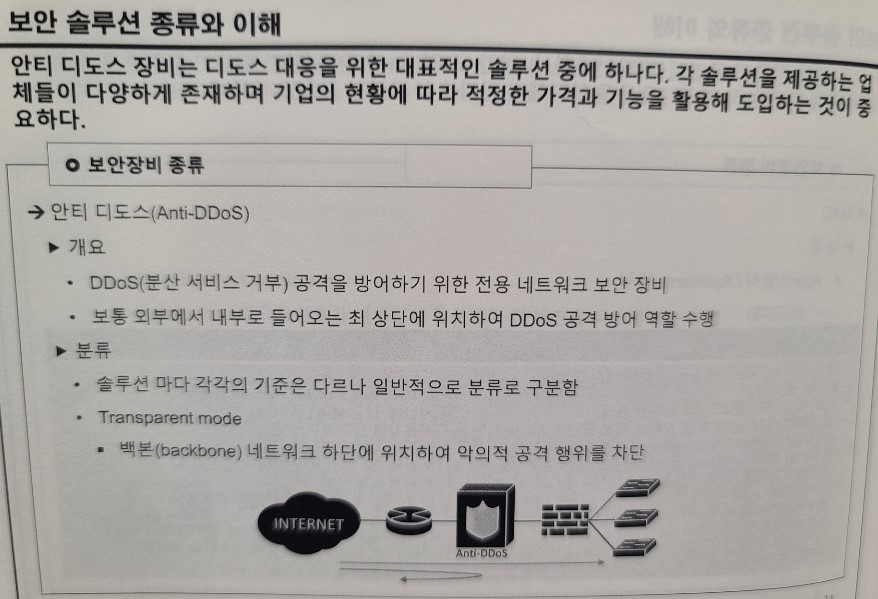 보안 솔루션 종류와 이해
안티 디도스 장비는 디도스 대응을 위한 대표적인 솔루션 중에 하나다. 각 솔루션을 제공하는 업
체들이 다양하게 존재하며 기업의 현황에 따라 적정한 가격과 기능을 활용해 도입하는 것이 중
요하다.
보안장비 종류
→ 안티 디도스(Anti-DDoS)
▶ 개요
• DDoS(분산 서비스 거부) 공격을 방어하기 위한 전용 네트워크 보안 장비
• 보통 외부에서 내부로 들어오는 최 상단에 위치하여 DDoS 공격 방어 역할 수행
▶ 분류
• 솔루션 마다 각각의 기준은 다르나 일반적으로 분류로 구분함
• Transparent mode
▪ 백본(backbone) 네트워크 하단에 위치하여 악의적 공격 행위를 차단
INTERNET
Anti-DDoS